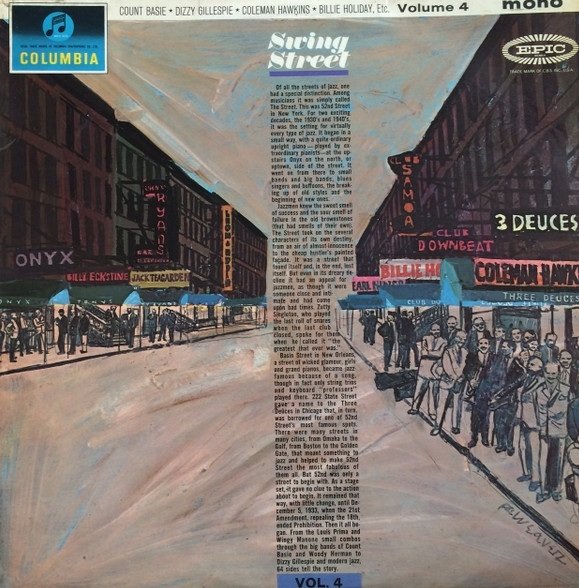 COUNT BASIE • DIZZY GILLESPIE • COLEMAN HAWKINS • BILLIE HOLIDAY, Etc. Volume 4 mono
COLUMBIA
EPIC
Swing
Street
Of all the streets of jazz, one
had a special distinction. Among
musicians it was simply called
The Street. This was 52nd Street
in New York. For two exciting
decades, the 1930's and 1940's,
it was the setting for virtually
every type of jazz. It began in a
small way, with a quite ordinary
upright piano—played by ex-
traordinary pianists—at the up-
stairs Onyx on the north, or
uptown, side of the street. It
went on from there to small
bands and big bands, blues
singers and buffoons, the break-
ing up of old styles and the
beginning of new ones.
Jazzmen knew the sweet smell
of success and the sour smell of
failure in the old brownstones
(that had smells of their own).
The Street took on the several
characters of its own destiny,
from an air of almost innocence
to the cheap hustler's painted
façade. It was a street that
found itself and, in the end, lost
itself. But even in its dreary de-
cline it had an appeal for
jazzmen, as though it were
someone close and inti-
mate and had come
upon bad times. Zutty
Singleton, who played
the last roll of drums
when the last club
closed, spoke for them
when he called it "the
greatest that ever was."
Basin Street in New Orleans,
a street of wicked glamour, girls
and grand pianos, became jazz-
famous because of a song,
though in fact only string trios
and keyboard "professors"
played there. 222 State Street
gave a name to the Three
Deuces in Chicago that, in turn,
was borrowed for one of 52nd
Street's most famous spots.
There were many streets in
many cities, from Omaha to the
Gulf, from Boston to the Golden
Gate, that meant something to
jazz and helped to make 52nd
Street the most fabulous of
them all. But 52nd was only a
street to begin with. As a stage
set, it gave no clue to the action
about to begin. It remained that
way, with little change, until De-
cember 5, 1933, when the 21st
Amendment, repealing the 18th,
ended Prohibition. Then it all be-
gan. From the Louis Prima and
Wingy Manone small combos
through the big bands of Count
Basie and Woody Herman to
Dizzy Gillespie and modern jazz,
64 sides tell the story.
VOL. 4
ONYX
BILLY ECKSTINE
JACK TEAGARDEN
RYANS
LEON & EDDI
ONYX
CLUB
SAMOA
CLUB
DOWNBEAT
3 DEUCES
EARL
BILLIE HO
COLEMAN HAWK
THREE DEUCES